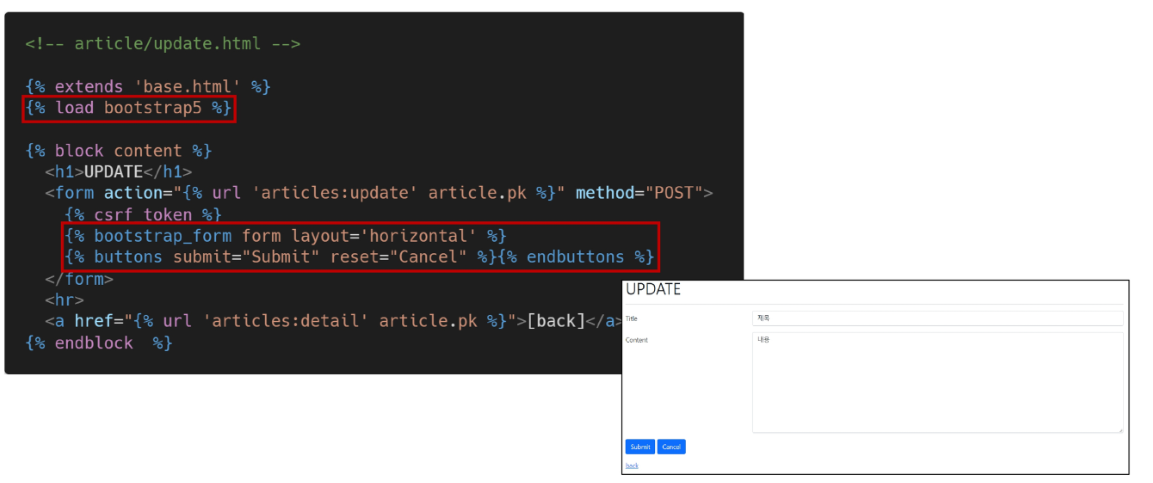 <!-- article/update.html -->
{% extends 'base.html' %}
{% load bootstrap5 %}
{% block content %}
<h1>UPDATE</h1>
<form action="{% url 'articles:update' article.pk %}" method="POST">
{% csrf_token %}
{% bootstrap_form form layout='horizontal' %}
{% buttons submit="Submit" reset="Cancel" %}{% endbuttons %}
</form>
<hr>
<a href="{% url 'articles:detail' article.pk %}">[back]</a>
{% endblock  %}
UPDATE
Title 제목
Content 내용
Submit Cancel
back